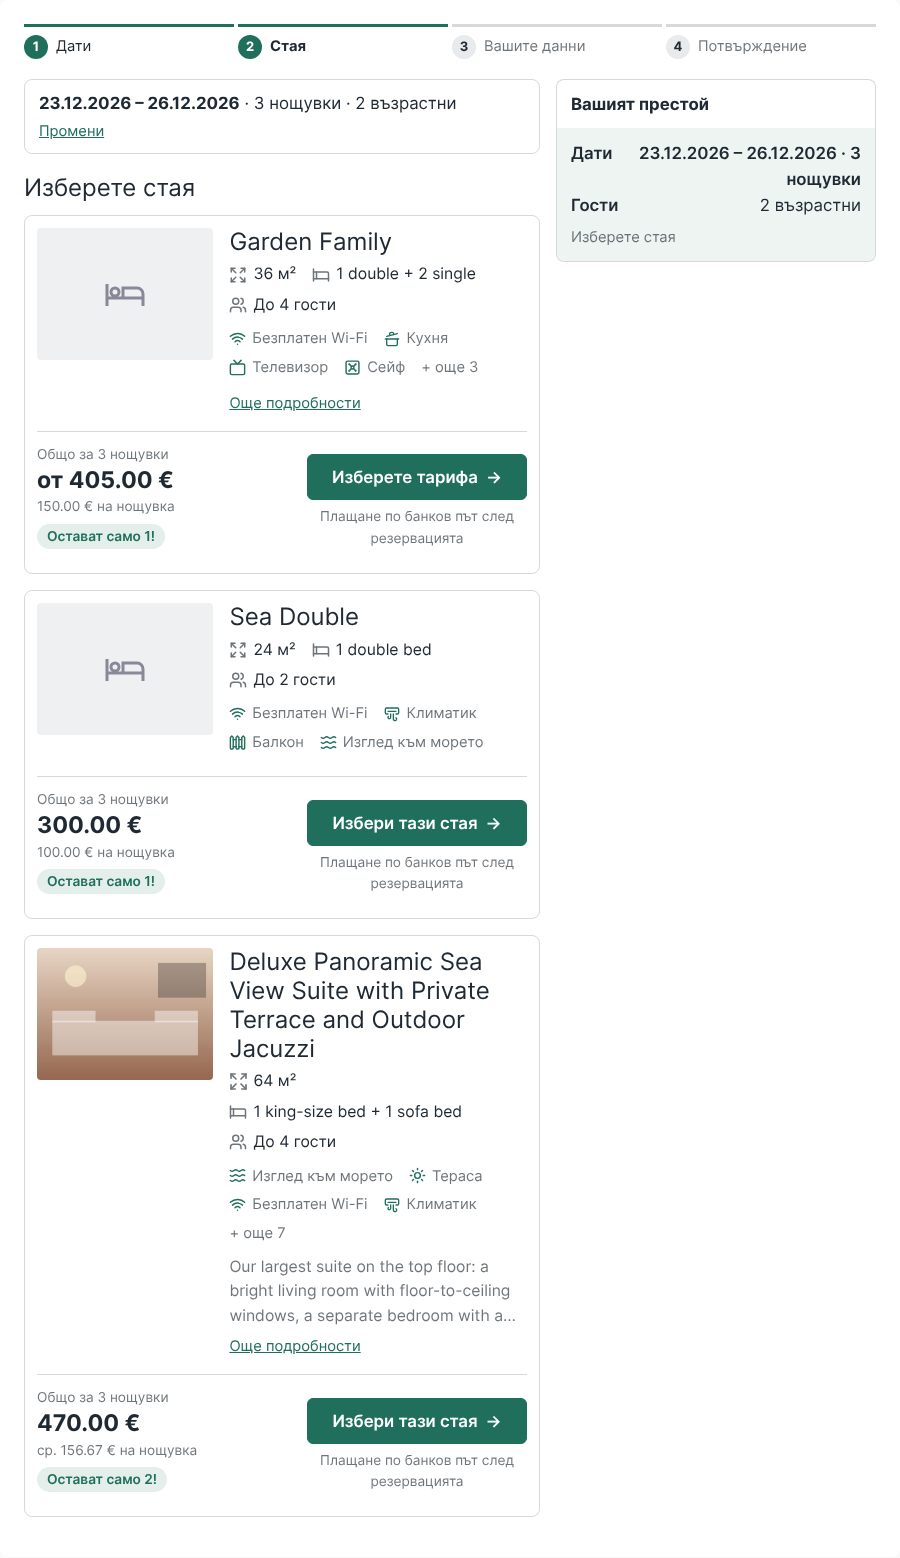 1 Дати
2 Стая
3 Вашите данни
4 Потвърждение
23.12.2026 – 26.12.2026 · 3 нощувки · 2 възрастни
Промени
Изберете стая
Garden Family
36 м² 1 double + 2 single
До 4 гости
Безплатен Wi-Fi Кухня
Телевизор Сейф + още 3
Още подробности
Общо за 3 нощувки
от 405.00 €
150.00 € на нощувка
Остават само 1!
Изберете тарифа →
Плащане по банков път след
резервацията
Sea Double
24 м² 1 double bed
До 2 гости
Безплатен Wi-Fi Климатик
Балкон Изглед към морето
Общо за 3 нощувки
300.00 €
100.00 € на нощувка
Остават само 1!
Избери тази стая →
Плащане по банков път след
резервацията
Deluxe Panoramic Sea
View Suite with Private
Terrace and Outdoor
Jacuzzi
64 м²
1 king-size bed + 1 sofa bed
До 4 гости
Изглед към морето Тераса
Безплатен Wi-Fi Климатик
+ още 7
Our largest suite on the top floor: a
bright living room with floor-to-ceiling
windows, a separate bedroom with a...
Още подробности
Общо за 3 нощувки
470.00 €
ср. 156.67 € на нощувка
Остават само 2!
Избери тази стая →
Плащане по банков път след
резервацията
Вашият престой
Дати 23.12.2026 – 26.12.2026 · 3
нощувки
Гости 2 възрастни
Изберете стая